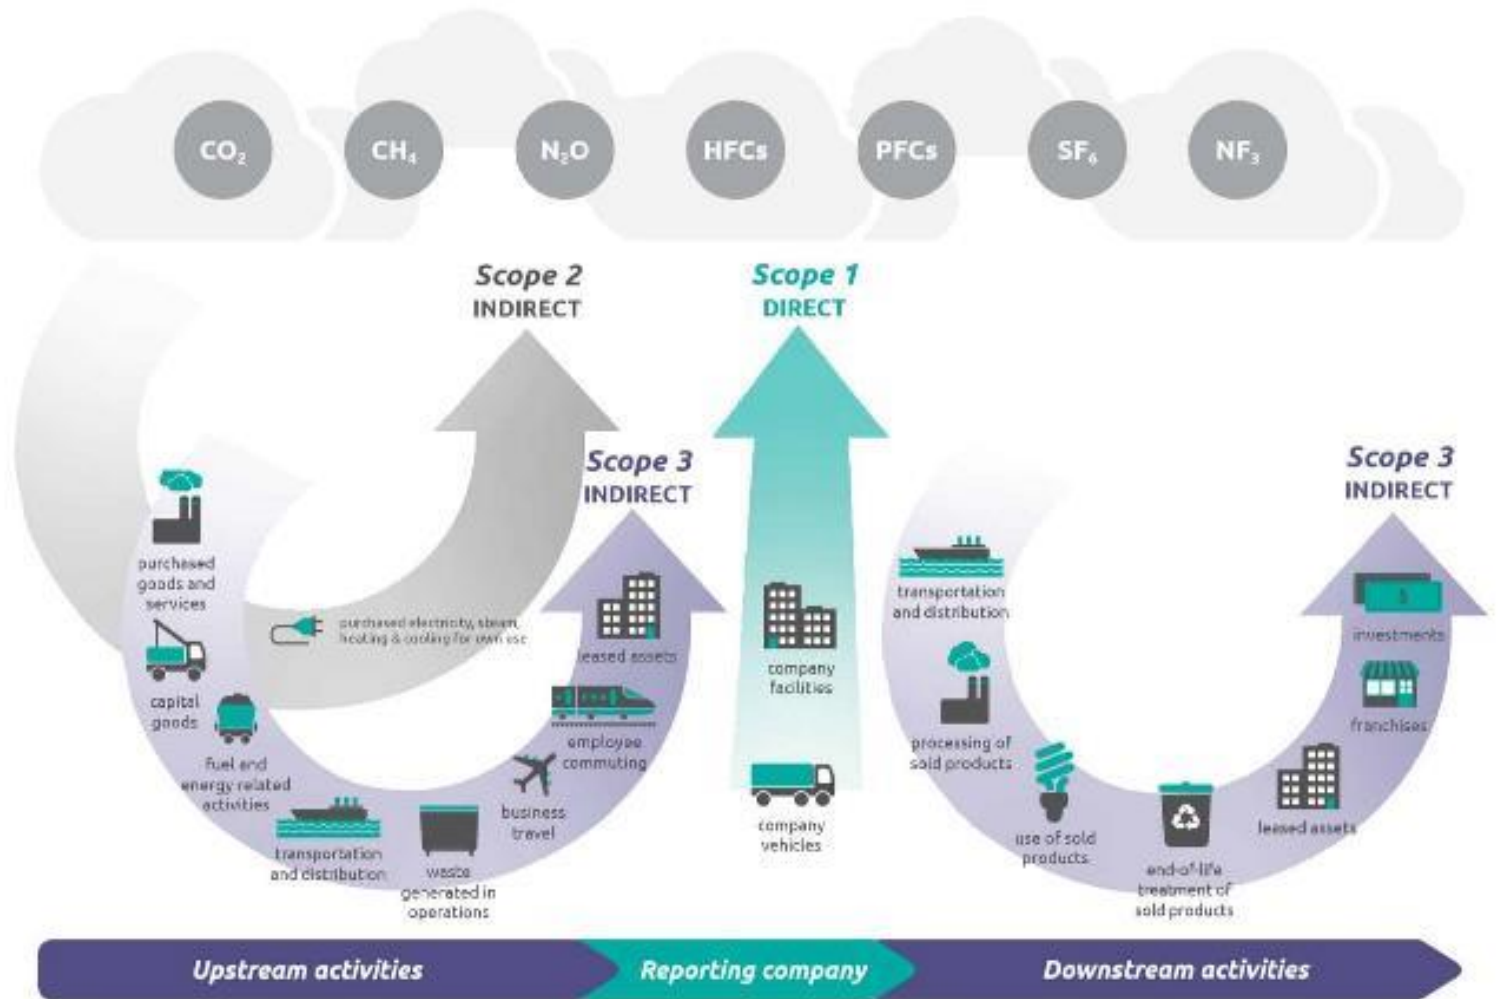 CO₂
CH₄
N₂O
HFCs
PFCs
SF₆
NF₃
Scope 2
INDIRECT
Scope 1
DIRECT
Scope 3
INDIRECT
Scope 3
INDIRECT
purchased
goods and
services
capital
goods
fuel and
energy related
activities
transportation
and distribution
waste
generated in
operations
business
travel
employee
commuting
leased assets
purchased electricity, steam,
heating & cooling for own use
company
facilities
company
vehicles
transportation
and distribution
processing of
sold products
use of sold
products
end-of-life
treatment of
sold products
leased assets
franchises
$
investments
Upstream activities
Reporting company
Downstream activities